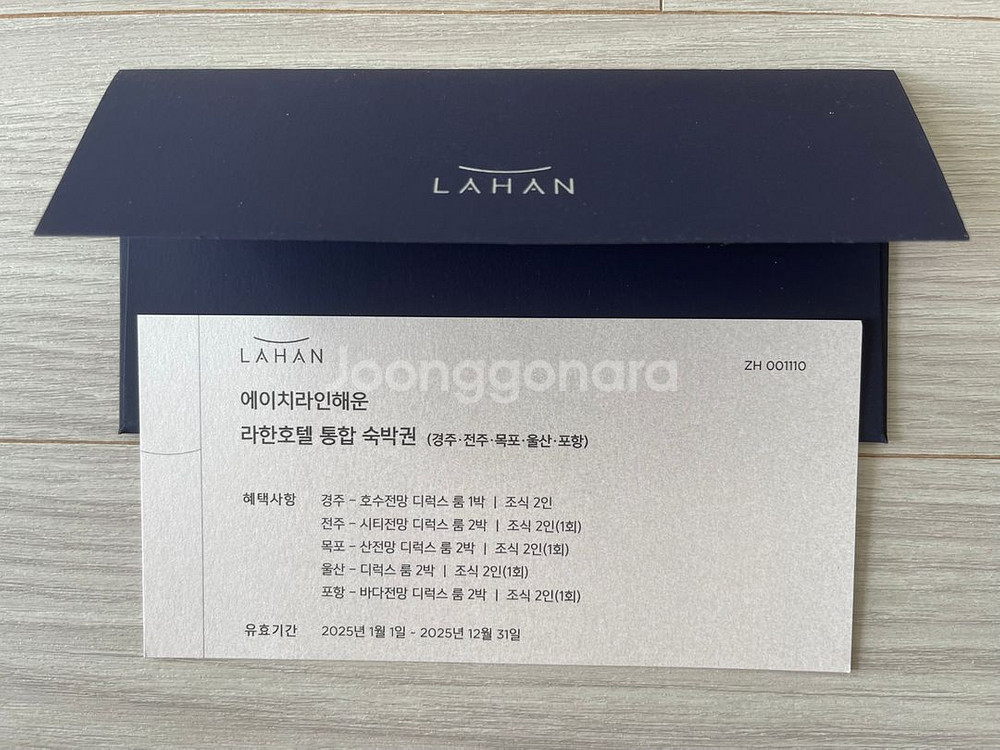 LAHAN
LAHAN
Joonggonara
ZH 001110
에이치라인해운
라한호텔 통합 숙박권 (경주·전주·목포·울산·포항)
혜택사항 경주 - 호수전망 디럭스 룸 1박 | 조식 2인
전주 - 시티전망 디럭스 룸 2박 | 조식 2인(1회)
목포 - 산전망 디럭스 룸 2박 | 조식 2인(1회)
울산 - 디럭스 룸 2박 | 조식 2인(1회)
포항 - 바다전망 디럭스 룸 2박 | 조식 2인(1회)
유효기간 2025년 1월 1일 - 2025년 12월 31일